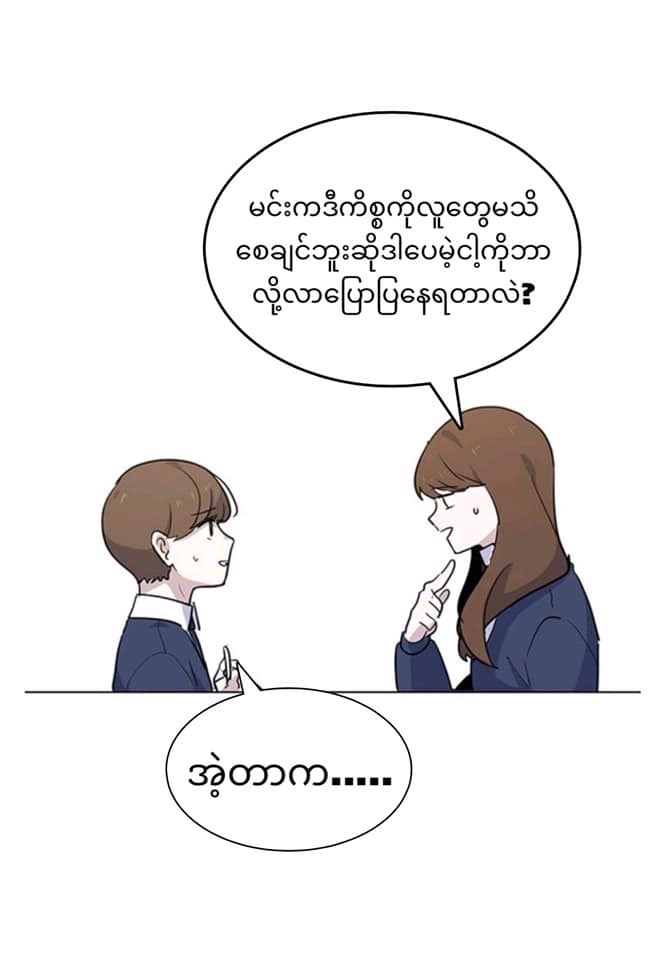 မင်းကဒီကိစ္စကိုလူတွေမသိ
စေချင်ဘူးဆိုဒါပေမဲ့ငါ့ကိုဘာ
လို့လာပြောပြနေရတာလဲ?
အဲ့တာက.....